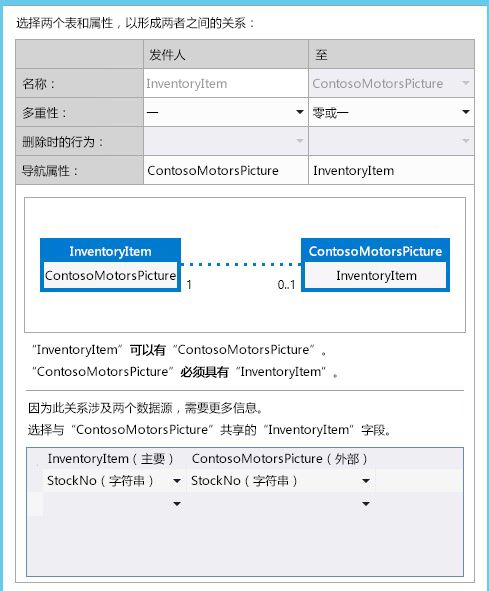 选择两个表和属性，以形成两者之间的关系：
发件人 至
名称： InventoryItem ContosoMotorsPicture
多重性： 一 零或一
删除时的行为：
导航属性： ContosoMotorsPicture InventoryItem
InventoryItem ContosoMotorsPicture
ContosoMotorsPicture InventoryItem
1 0..1
“InventoryItem”可以有“ContosoMotorsPicture”。
“ContosoMotorsPicture”必须具有“InventoryItem”。
因为此关系涉及两个数据源，需要更多信息。
选择与“ContosoMotorsPicture”共享的“InventoryItem”字段。
InventoryItem（主要） ContosoMotorsPicture（外部）
StockNo（字符串） StockNo（字符串）